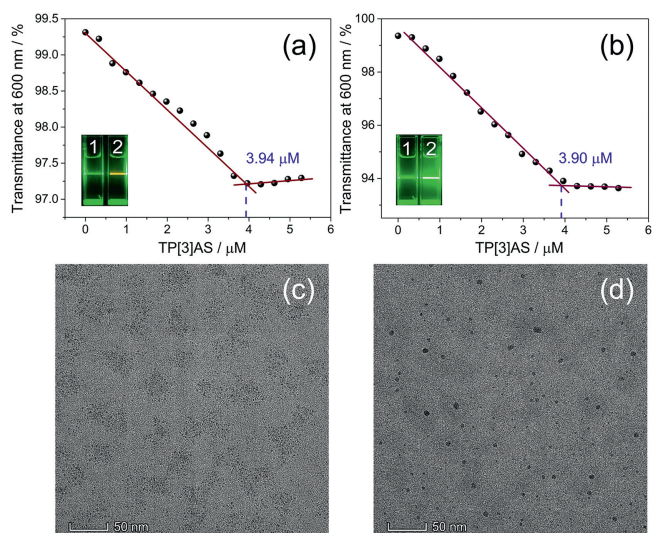 99.5
99.0
98.5
98.0
97.5
97.0
Transmittance at 600 nm / %
(a)
1 2
3.94 μM
0 1 2 3 4 5 6
TP[3]AS / μM
100
98
96
94
92
Transmittance at 600 nm / %
(b)
1 2
3.90 μM
0 1 2 3 4 5 6
TP[3]AS / μM
(c)
50 nm
(d)
50 nm